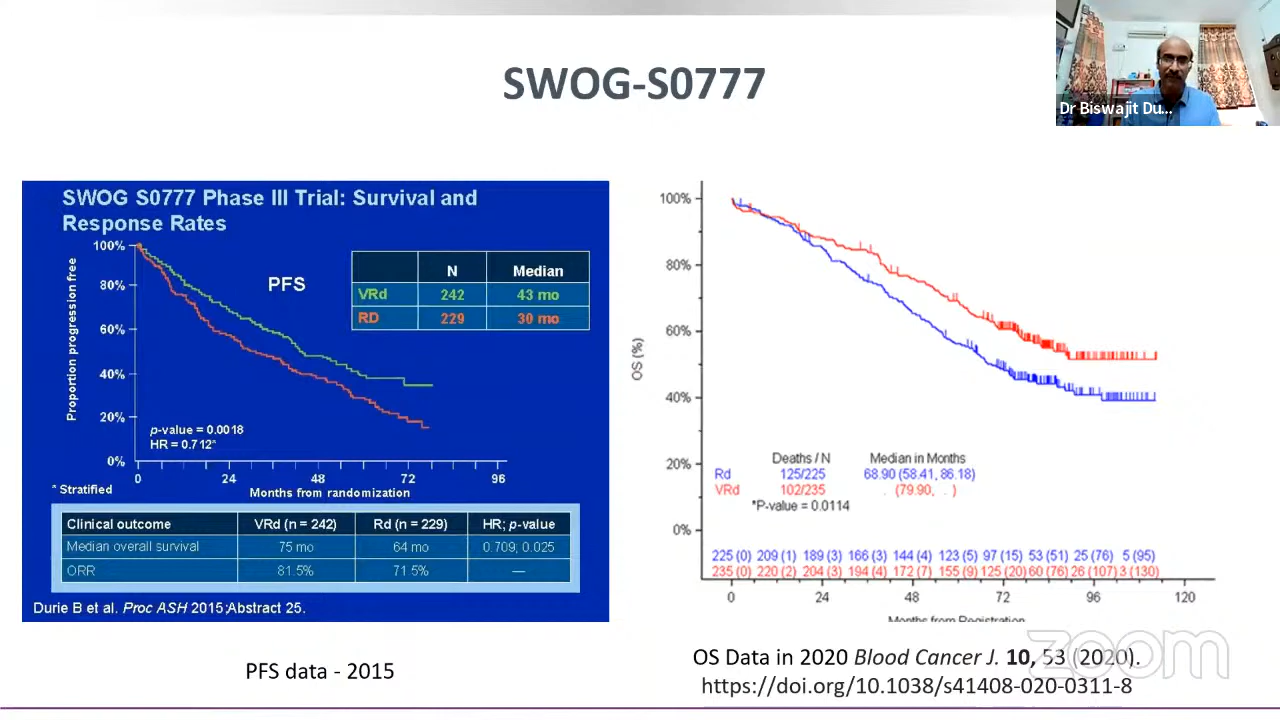 SWOG-S0777
Dr Biswajit Du...
SWOG S0777 Phase III Trial: Survival and
Response Rates
PFS
Proportion progression free
100%
80%
60%
40%
20%
0%
N Median
VRd 242 43 mo
RD 229 30 mo
p-value = 0.0018
HR = 0.712*
0 24 48 72 96
* Stratified
Months from randomization
Clinical outcome VRd (n = 242) Rd (n = 229) HR; p-value
Median overall survival 75 mo 64 mo 0.709; 0.025
ORR 81.5% 71.5% —
Durie B et al. Proc ASH 2015;Abstract 25.
PFS data - 2015
OS (%)
100%
80%
60%
40%
20%
0%
Deaths / N Median in Months
Rd 125/225 68.90 (58.41, 86.18)
VRd 102/235 . (79.90, . )
*P-value = 0.0114
225 (0) 209 (1) 189 (3) 166 (3) 144 (4) 123 (5) 97 (15) 53 (51) 25 (76) 5 (95)
235 (0) 220 (2) 204 (3) 194 (4) 172 (7) 155 (9) 125 (20) 60 (76) 26 (107) 3 (130)
0 24 48 72 96 120
Months from Registration
OS Data in 2020 Blood Cancer J. 10, 53 (2020).
https://doi.org/10.1038/s41408-020-0311-8
zoom